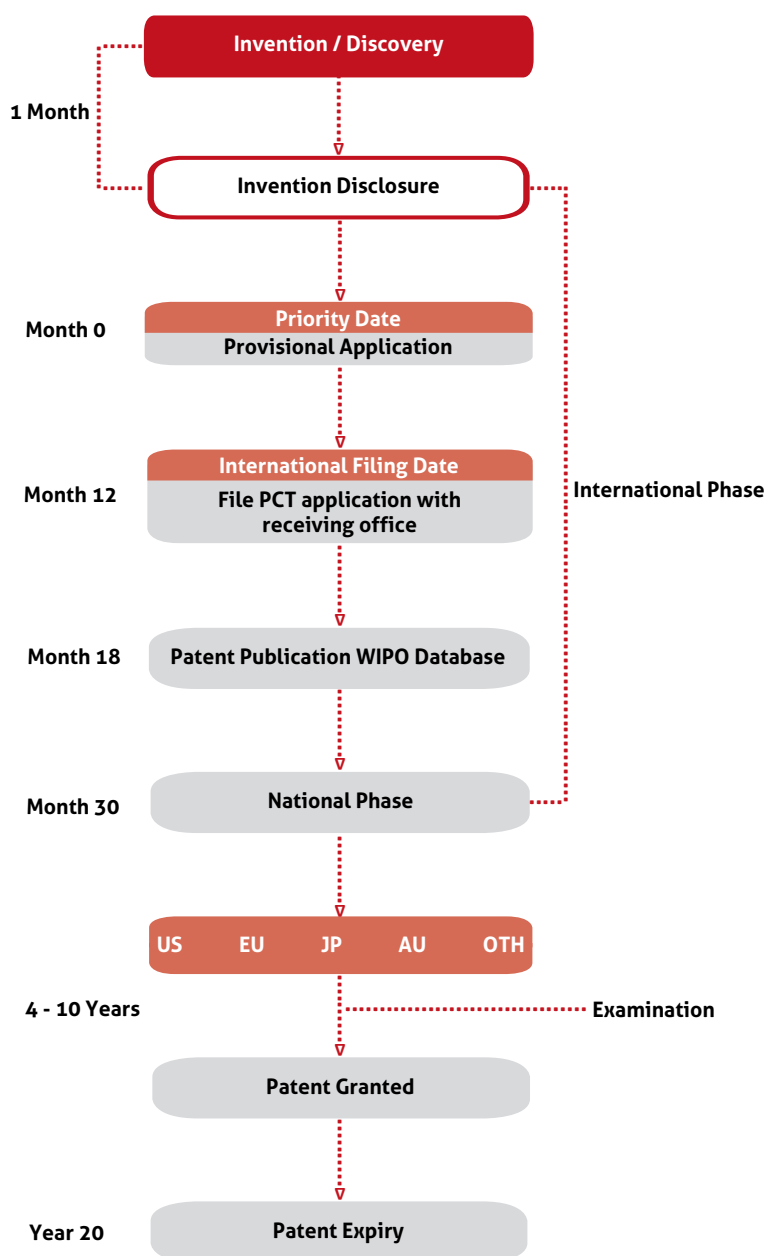 Invention / Discovery
1 Month
Invention Disclosure
Month 0
Priority Date
Provisional Application
Month 12
International Filing Date
File PCT application with
receiving office
International Phase
Month 18
Patent Publication WIPO Database
Month 30
National Phase
US EU JP AU OTH
4 - 10 Years
Examination
Patent Granted
Year 20
Patent Expiry